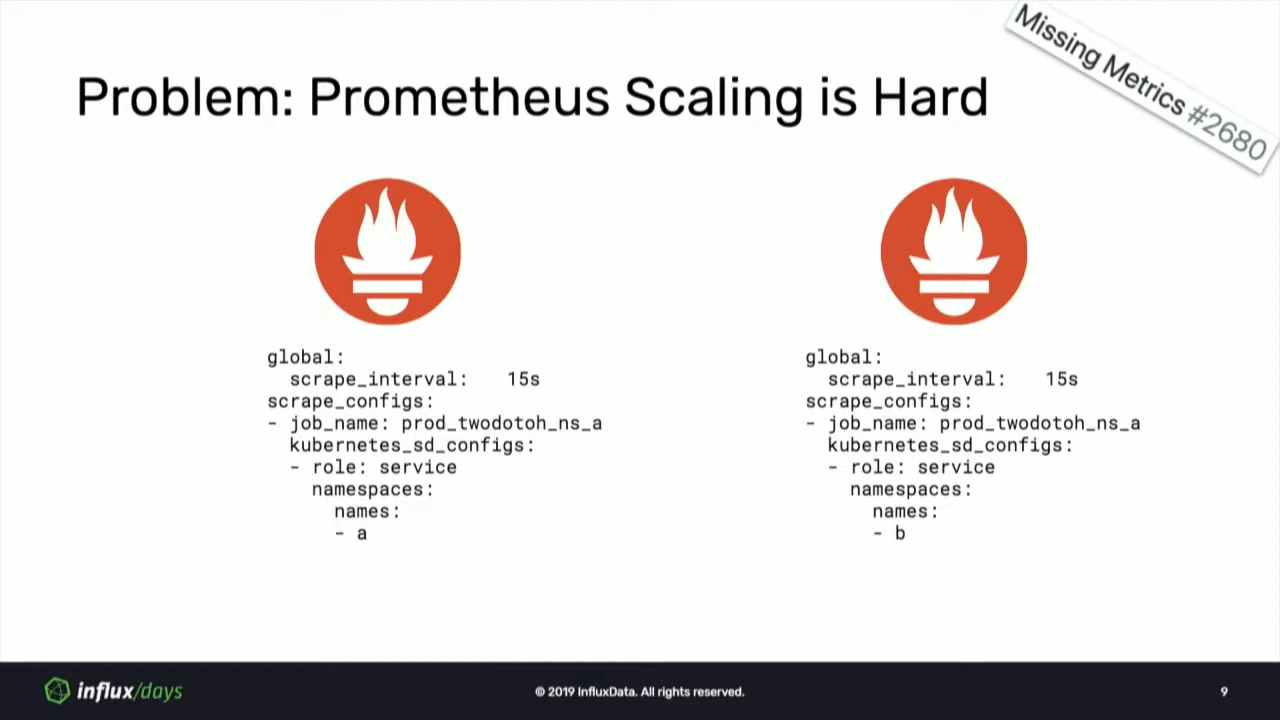 Missing Metrics #2680
Problem: Prometheus Scaling is Hard
global:
  scrape_interval:   15s
scrape_configs:
- job_name: prod_twodotoh_ns_a
  kubernetes_sd_configs:
  - role: service
    namespaces:
      names:
      - a
global:
  scrape_interval:   15s
scrape_configs:
- job_name: prod_twodotoh_ns_a
  kubernetes_sd_configs:
  - role: service
    namespaces:
      names:
      - b
influx/days
© 2019 InfluxData. All rights reserved.
9